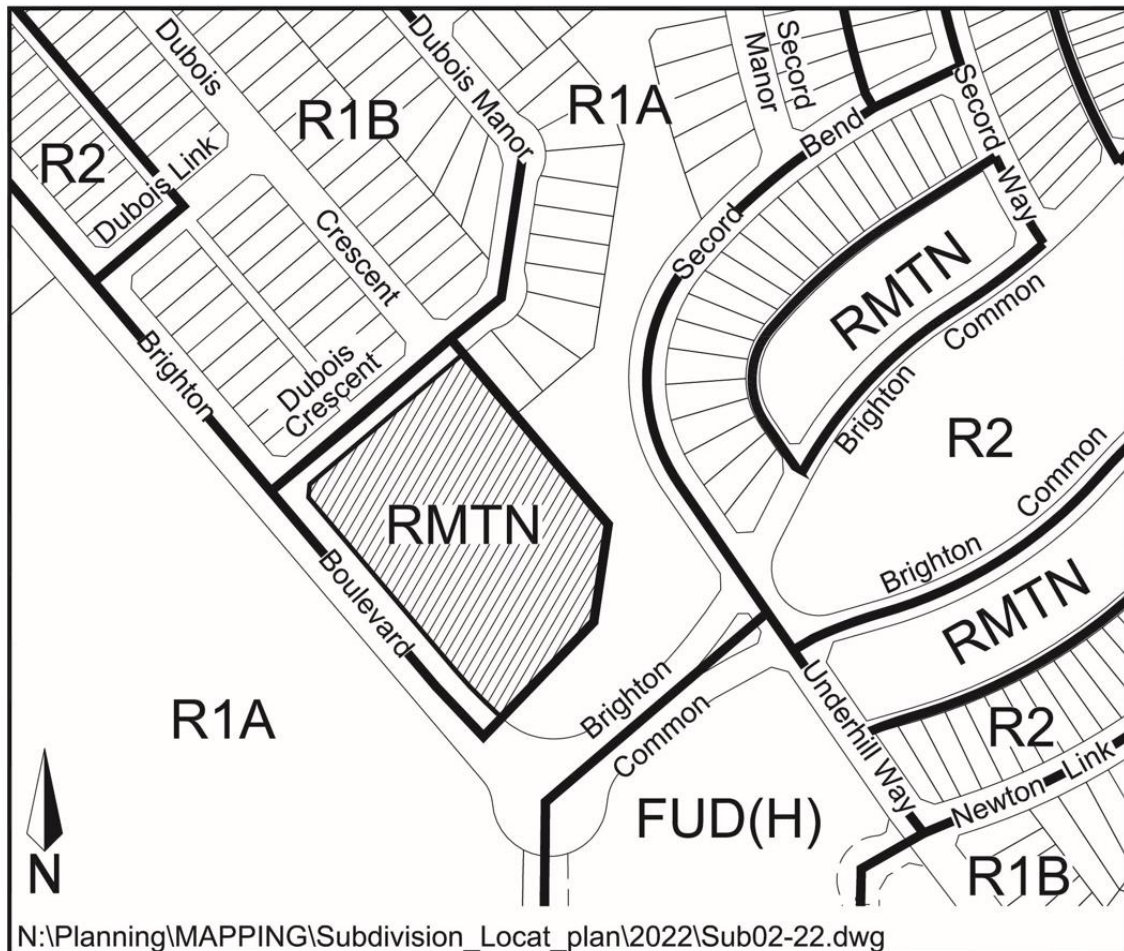 Dubois
Dubois Manor
Second
Manor
Secord
R1B
R1A
Secord
Bend
Secord Way
R2
Dubois Link
Crescent
Secord
RMTN
Common
Brighton
Dubois
Crescent
Brighton
R2
Common
RMTN
Brighton
Boulevard
RMTN
R1A
Brighton
Common
Underhill Way
R2
Newton
Link
FUD(H)
R1B
N
N:\Planning\MAPPING\Subdivision_Locat_plan\2022\Sub02-22.dwg